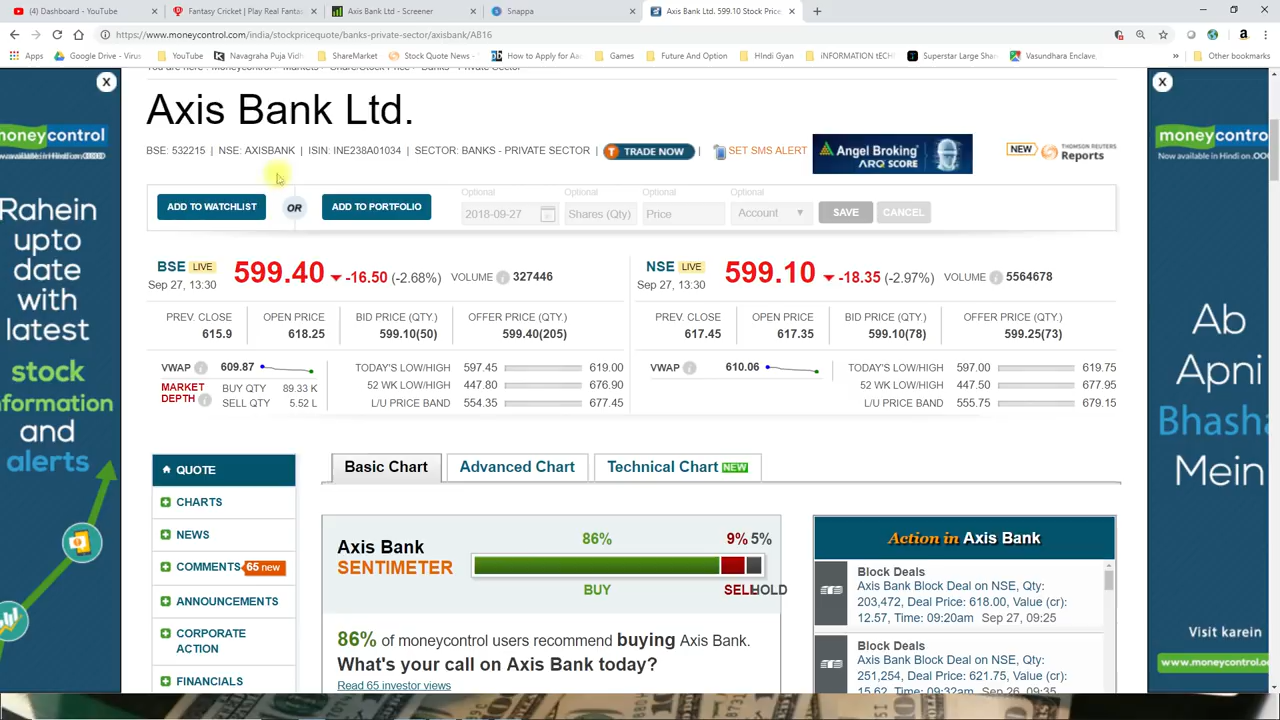 (4) Dashboard - YouTube
Fantasy Cricket | Play Real Fanta
Axis Bank Ltd - Screener
Snappa
Axis Bank Ltd. 599.10 Stock Price
https://www.moneycontrol.com/india/stockpricequote/banks-private-sector/axisbank/AB16
Apps
Google Drive - Virus
YouTube
Navagraha Puja Vidh
ShareMarket
Stock Quote News -
How to Apply for Aa
Games
Future And Option
HIndi Gyan
iNFORMATION tECH
Superstar Large Shar
Vasundhara Enclave.
Other bookmarks
Axis Bank Ltd.
BSE: 532215 | NSE: AXISBANK | ISIN: INE238A01034 | SECTOR: BANKS - PRIVATE SECTOR | TRADE NOW | SET SMS ALERT
Angel Broking
ARQ SCORE
NEW
THOMSON REUTERS
Reports
ADD TO WATCHLIST OR ADD TO PORTFOLIO
Optional Optional Optional Optional
2018-09-27 Shares (Qty) Price Account SAVE CANCEL
BSE LIVE
Sep 27, 13:30
599.40 -16.50 (-2.68%) VOLUME 327446
PREV. CLOSE OPEN PRICE BID PRICE (QTY.) OFFER PRICE (QTY.)
615.9 618.25 599.10(50) 599.40(205)
VWAP 609.87
MARKET DEPTH
BUY QTY 89.33 K
SELL QTY 5.52 L
TODAY'S LOW/HIGH 597.45 619.00
52 WK LOW/HIGH 447.80 676.90
L/U PRICE BAND 554.35 677.45
NSE LIVE
Sep 27, 13:30
599.10 -18.35 (-2.97%) VOLUME 5564678
PREV. CLOSE OPEN PRICE BID PRICE (QTY.) OFFER PRICE (QTY.)
617.45 617.35 599.10(78) 599.25(73)
VWAP 610.06
TODAY'S LOW/HIGH 597.00 619.75
52 WK LOW/HIGH 447.50 677.95
L/U PRICE BAND 555.75 679.15
QUOTE
CHARTS
NEWS
COMMENTS 65 new
ANNOUNCEMENTS
CORPORATE
ACTION
FINANCIALS
Basic Chart
Advanced Chart
Technical Chart NEW
Axis Bank
SENTIMETER
86% 9% 5%
BUY SELL HOLD
86% of moneycontrol users recommend buying Axis Bank.
What's your call on Axis Bank today?
Read 65 investor views
Action in Axis Bank
Block Deals
Axis Bank Block Deal on NSE, Qty:
203,472, Deal Price: 618.00, Value (cr):
12.57, Time: 09:20am Sep 27, 09:25
Block Deals
Axis Bank Block Deal on NSE, Qty:
251,254, Deal Price: 621.75, Value (cr):
15.62, Time: 09:32am Sep 26, 09:35
X
moneycontrol
Rahein
upto
date
with
latest
stock
information
and
alerts
X
moneycontro
Now available in Hindi on
Ab
Apni
Bhasha
Mein
Visit karein
www.moneycontrol.co